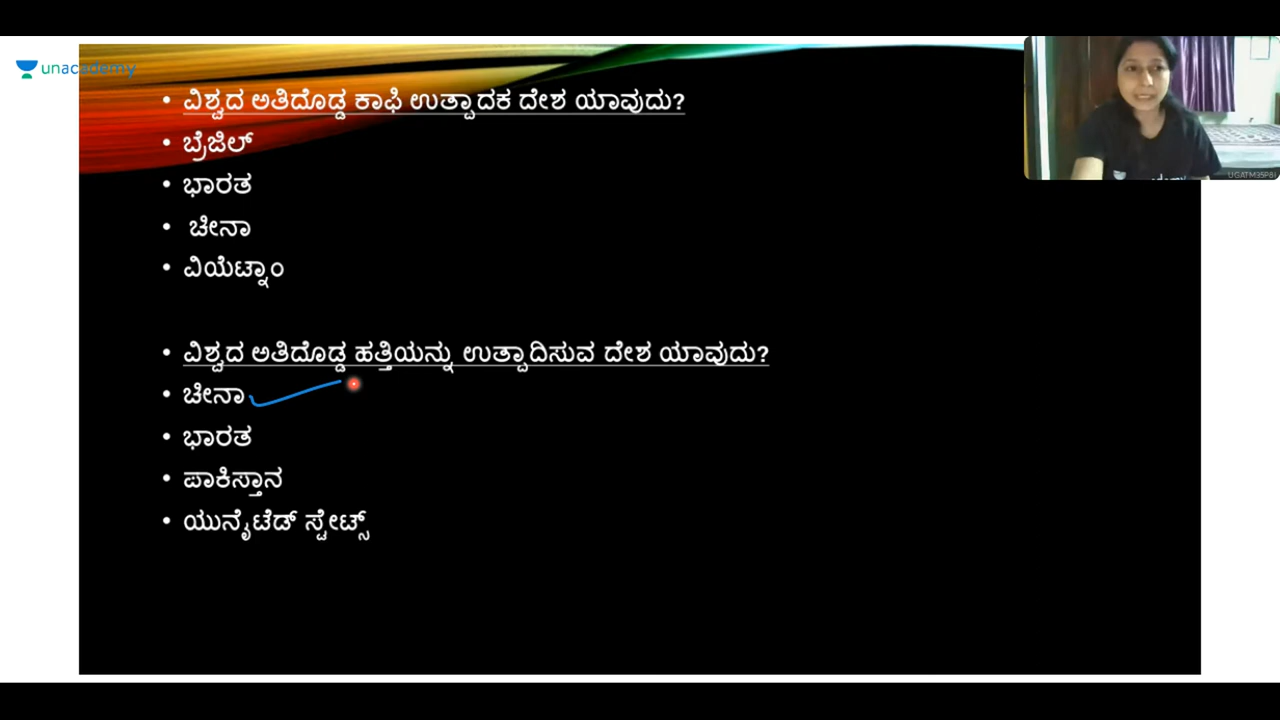 unacademy
• ವಿಶ್ವದ ಅತಿದೊಡ್ಡ ಕಾಫಿ ಉತ್ಪಾದಕ ದೇಶ ಯಾವುದು?
• ಬ್ರೆಜಿಲ್
• ಭಾರತ
• ಚೀನಾ
• ವಿಯೆಟ್ನಾಂ
• ವಿಶ್ವದ ಅತಿದೊಡ್ಡ ಹತ್ತಿಯನ್ನು ಉತ್ಪಾದಿಸುವ ದೇಶ ಯಾವುದು?
• ಚೀನಾ
• ಭಾರತ
• ಪಾಕಿಸ್ತಾನ
• ಯುನೈಟೆಡ್ ಸ್ಟೇಟ್ಸ್